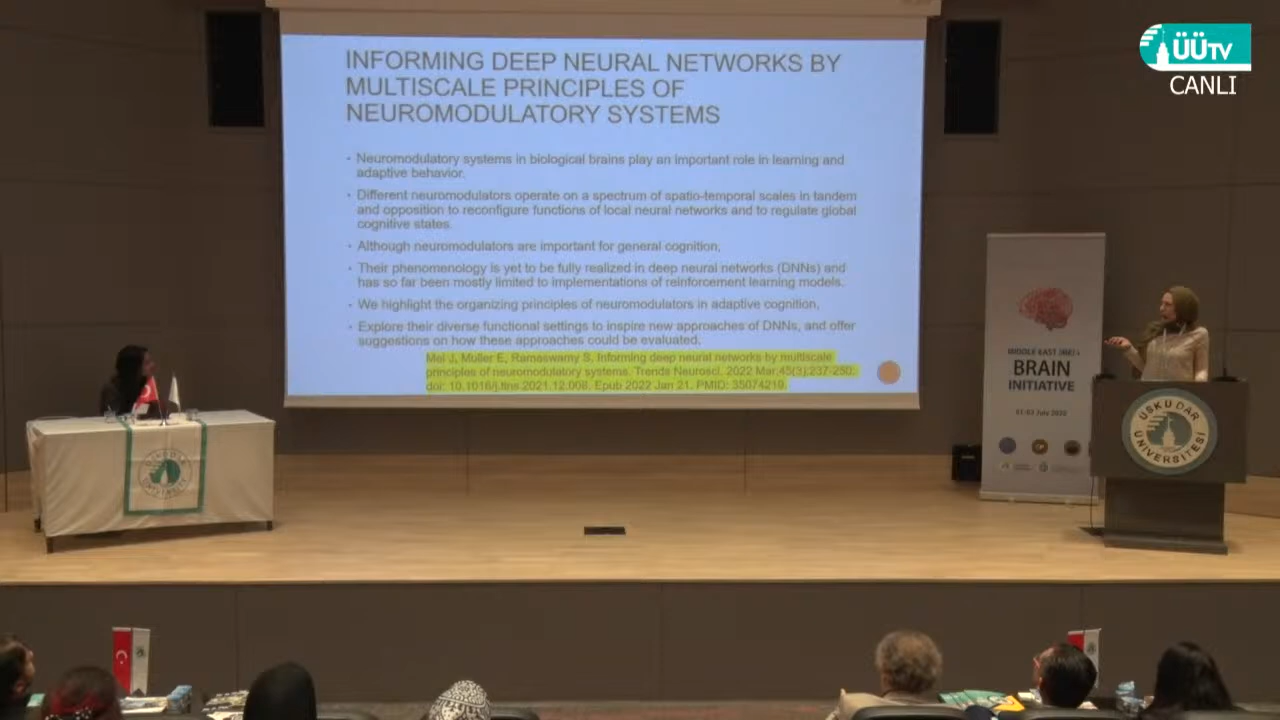 ÜÜTV
CANLI
INFORMING DEEP NEURAL NETWORKS BY
MULTISCALE PRINCIPLES OF
NEUROMODULATORY SYSTEMS
• Neuromodulatory systems in biological brains play an important role in learning and
adaptive behavior.
• Different neuromodulators operate on a spectrum of spatio-temporal scales in tandem
and opposition to reconfigure functions of local neural networks and to regulate global
cognitive states.
• Although neuromodulators are important for general cognition,
• Their phenomenology is yet to be fully realized in deep neural networks (DNNs) and
has so far been mostly limited to implementations of reinforcement learning models.
• We highlight the organizing principles of neuromodulators in adaptive cognition,
• Explore their diverse functional settings to inspire new approaches of DNNs, and offer
suggestions on how these approaches could be evaluated.
Mei J, Muller E, Ramaswamy S. Informing deep neural networks by multiscale
principles of neuromodulatory systems. Trends Neurosci. 2022 Mar;45(3):237-250.
doi: 10.1016/j.tins.2021.12.008. Epub 2022 Jan 21. PMID: 35074219.
MIDDLE EAST
BRAIN
INITIATIVE
01-03 July 2022
ÜSKÜDAR
ÜNİVERSİTESİ